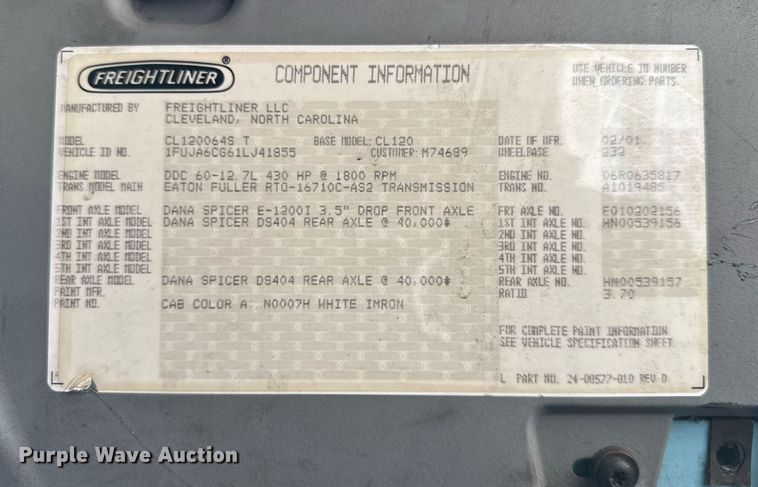 FREIGHTLINER®
COMPONENT INFORMATION
USE VEHICLE ID NUMBER
WHEN ORDERING PARTS.
MANUFACTURED BY FREIGHTLINER LLC
CLEVELAND, NORTH CAROLINA
MODEL CL120064S T BASE MODEL: CL120 DATE OF MFR. 02/01
VEHICLE ID NO. 1FUJA6CG61LJ41855 CUSTOMER: M74689 WHEELBASE 232
ENGINE MODEL DDC 60-12.7L 430 HP @ 1800 RPM ENGINE NO. 06R0635817
TRANS MODEL MAIN EATON FULLER RTO-16710C-AS2 TRANSMISSION TRANS NO. A1019485
FRONT AXLE MODEL DANA SPICER E-1200I 3.5" DROP FRONT AXLE FRT AXLE NO. E010202156
1ST INT AXLE MODEL DANA SPICER DS404 REAR AXLE @ 40,000# 1ST INT AXLE NO. HN00539156
2ND INT AXLE MODEL 2ND INT AXLE NO.
3RD INT AXLE MODEL 3RD INT AXLE NO.
4TH INT AXLE MODEL 4TH INT AXLE NO.
5TH INT AXLE MODEL 5TH INT AXLE NO.
REAR AXLE MODEL DANA SPICER DS404 REAR AXLE @ 40,000# REAR AXLE NO. HN00539157
PAINT MFR. RATIO 3.70
PAINT NO. CAB COLOR A: N0007H WHITE IMRON
FOR COMPLETE PAINT INFORMATION
SEE VEHICLE SPECIFICATION SHEET
L PART NO. 24-00577-010 REV D
Purple Wave Auction